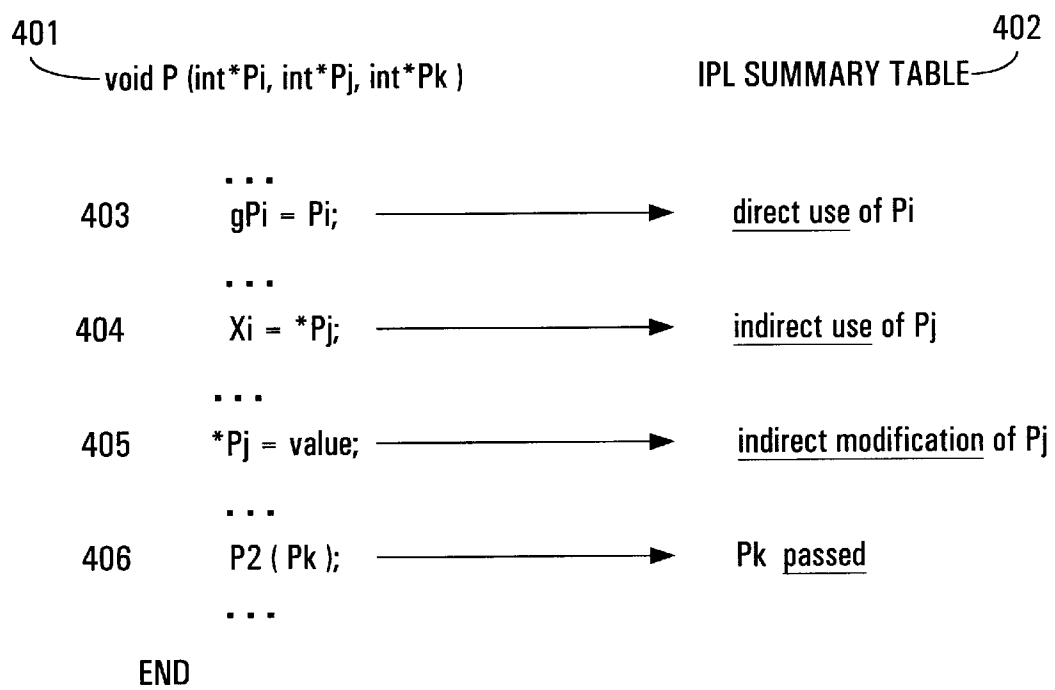 401 402
void P (int*Pi, int*Pj, int*Pk ) IPL SUMMARY TABLE
...
403 gPi = Pi; direct use of Pi
...
404 Xi = *Pj; indirect use of Pj
...
405 *Pj = value; indirect modification of Pj
...
406 P2 ( Pk ); Pk passed
...
END